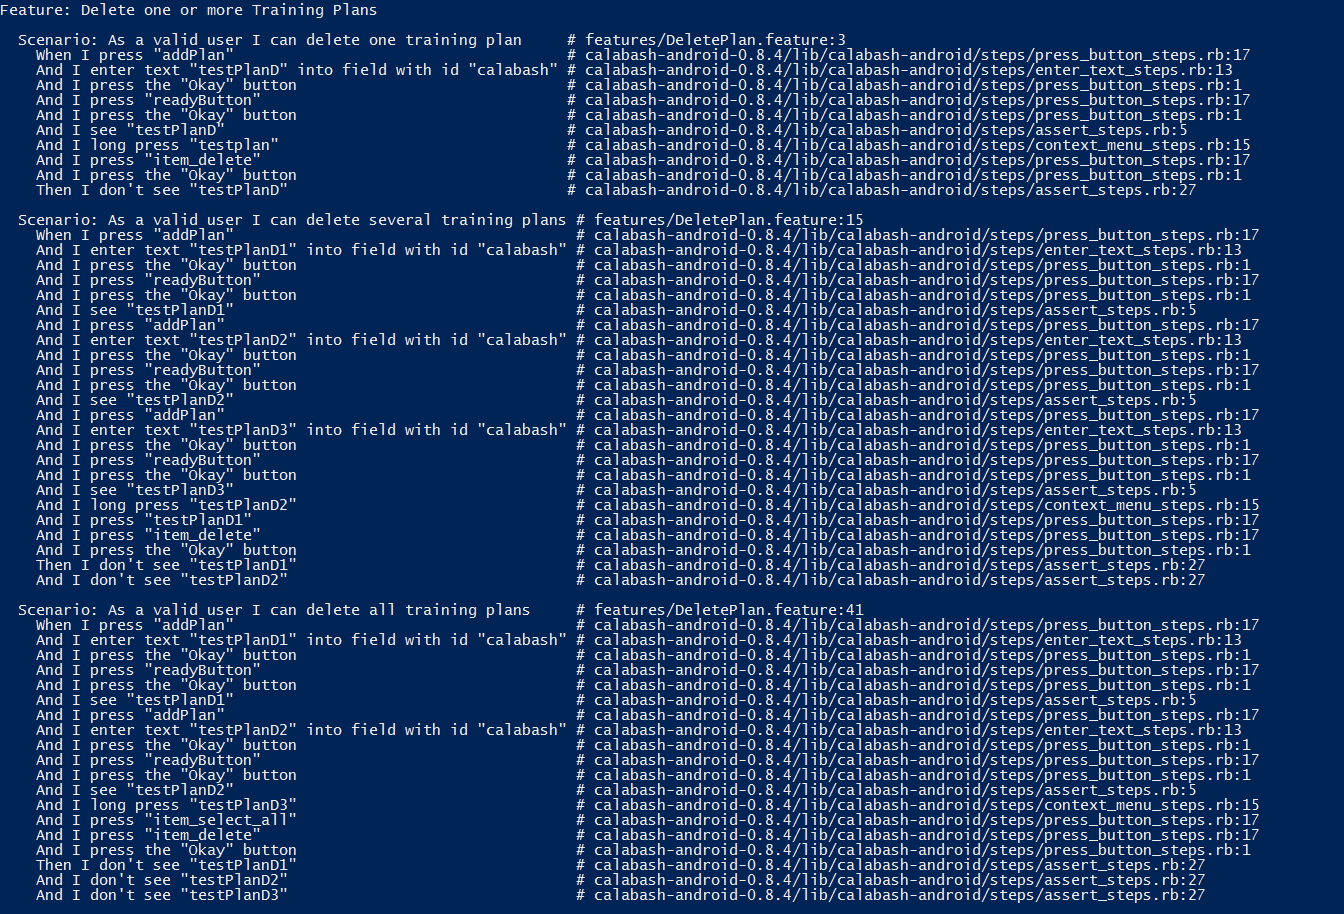 Feature: Delete one or more Training Plans
Scenario: As a valid user I can delete one training plan # features/DeletePlan.feature:3
When I press "addPlan" # calabash-android-0.8.4/lib/calabash-android/steps/press_button_steps.rb:17
And I enter text "testPlanD" into field with id "calabash" # calabash-android-0.8.4/lib/calabash-android/steps/enter_text_steps.rb:13
And I press the "Okay" button # calabash-android-0.8.4/lib/calabash-android/steps/press_button_steps.rb:1
And I press "readyButton" # calabash-android-0.8.4/lib/calabash-android/steps/press_button_steps.rb:17
And I press the "Okay" button # calabash-android-0.8.4/lib/calabash-android/steps/press_button_steps.rb:1
And I see "testPlanD" # calabash-android-0.8.4/lib/calabash-android/steps/assert_steps.rb:5
And I long press "testplan" # calabash-android-0.8.4/lib/calabash-android/steps/context_menu_steps.rb:15
And I press "item_delete" # calabash-android-0.8.4/lib/calabash-android/steps/press_button_steps.rb:17
And I press the "Okay" button # calabash-android-0.8.4/lib/calabash-android/steps/press_button_steps.rb:1
Then I don't see "testPlanD" # calabash-android-0.8.4/lib/calabash-android/steps/assert_steps.rb:27
Scenario: As a valid user I can delete several training plans # features/DeletePlan.feature:15
When I press "addPlan" # calabash-android-0.8.4/lib/calabash-android/steps/press_button_steps.rb:17
And I enter text "testPlanD1" into field with id "calabash" # calabash-android-0.8.4/lib/calabash-android/steps/enter_text_steps.rb:13
And I press the "Okay" button # calabash-android-0.8.4/lib/calabash-android/steps/press_button_steps.rb:1
And I press "readyButton" # calabash-android-0.8.4/lib/calabash-android/steps/press_button_steps.rb:17
And I press the "Okay" button # calabash-android-0.8.4/lib/calabash-android/steps/press_button_steps.rb:1
And I see "testPlanD1" # calabash-android-0.8.4/lib/calabash-android/steps/assert_steps.rb:5
And I press "addPlan" # calabash-android-0.8.4/lib/calabash-android/steps/press_button_steps.rb:17
And I enter text "testPlanD2" into field with id "calabash" # calabash-android-0.8.4/lib/calabash-android/steps/enter_text_steps.rb:13
And I press the "Okay" button # calabash-android-0.8.4/lib/calabash-android/steps/press_button_steps.rb:1
And I press "readyButton" # calabash-android-0.8.4/lib/calabash-android/steps/press_button_steps.rb:17
And I press the "Okay" button # calabash-android-0.8.4/lib/calabash-android/steps/press_button_steps.rb:1
And I see "testPlanD2" # calabash-android-0.8.4/lib/calabash-android/steps/assert_steps.rb:5
And I press "addPlan" # calabash-android-0.8.4/lib/calabash-android/steps/press_button_steps.rb:17
And I enter text "testPlanD3" into field with id "calabash" # calabash-android-0.8.4/lib/calabash-android/steps/enter_text_steps.rb:13
And I press the "Okay" button # calabash-android-0.8.4/lib/calabash-android/steps/press_button_steps.rb:1
And I press "readyButton" # calabash-android-0.8.4/lib/calabash-android/steps/press_button_steps.rb:17
And I press the "Okay" button # calabash-android-0.8.4/lib/calabash-android/steps/press_button_steps.rb:1
And I see "testPlanD3" # calabash-android-0.8.4/lib/calabash-android/steps/assert_steps.rb:5
And I long press "testPlanD2" # calabash-android-0.8.4/lib/calabash-android/steps/context_menu_steps.rb:15
And I press "testPlanD1" # calabash-android-0.8.4/lib/calabash-android/steps/press_button_steps.rb:17
And I press "item_delete" # calabash-android-0.8.4/lib/calabash-android/steps/press_button_steps.rb:17
And I press the "Okay" button # calabash-android-0.8.4/lib/calabash-android/steps/press_button_steps.rb:1
Then I don't see "testPlanD1" # calabash-android-0.8.4/lib/calabash-android/steps/assert_steps.rb:27
And I don't see "testPlanD2" # calabash-android-0.8.4/lib/calabash-android/steps/assert_steps.rb:27
Scenario: As a valid user I can delete all training plans # features/DeletePlan.feature:41
When I press "addPlan" # calabash-android-0.8.4/lib/calabash-android/steps/press_button_steps.rb:17
And I enter text "testPlanD1" into field with id "calabash" # calabash-android-0.8.4/lib/calabash-android/steps/enter_text_steps.rb:13
And I press the "Okay" button # calabash-android-0.8.4/lib/calabash-android/steps/press_button_steps.rb:1
And I press "readyButton" # calabash-android-0.8.4/lib/calabash-android/steps/press_button_steps.rb:17
And I press the "Okay" button # calabash-android-0.8.4/lib/calabash-android/steps/press_button_steps.rb:1
And I see "testPlanD1" # calabash-android-0.8.4/lib/calabash-android/steps/assert_steps.rb:5
And I press "addPlan" # calabash-android-0.8.4/lib/calabash-android/steps/press_button_steps.rb:17
And I enter text "testPlanD2" into field with id "calabash" # calabash-android-0.8.4/lib/calabash-android/steps/enter_text_steps.rb:13
And I press the "Okay" button # calabash-android-0.8.4/lib/calabash-android/steps/press_button_steps.rb:1
And I press "readyButton" # calabash-android-0.8.4/lib/calabash-android/steps/press_button_steps.rb:17
And I press the "Okay" button # calabash-android-0.8.4/lib/calabash-android/steps/press_button_steps.rb:1
And I see "testPlanD2" # calabash-android-0.8.4/lib/calabash-android/steps/assert_steps.rb:5
And I long press "testPlanD3" # calabash-android-0.8.4/lib/calabash-android/steps/context_menu_steps.rb:15
And I press "item_select_all" # calabash-android-0.8.4/lib/calabash-android/steps/press_button_steps.rb:17
And I press "item_delete" # calabash-android-0.8.4/lib/calabash-android/steps/press_button_steps.rb:17
And I press the "Okay" button # calabash-android-0.8.4/lib/calabash-android/steps/press_button_steps.rb:1
Then I don't see "testPlanD1" # calabash-android-0.8.4/lib/calabash-android/steps/assert_steps.rb:27
And I don't see "testPlanD2" # calabash-android-0.8.4/lib/calabash-android/steps/assert_steps.rb:27
And I don't see "testPlanD3" # calabash-android-0.8.4/lib/calabash-android/steps/assert_steps.rb:27